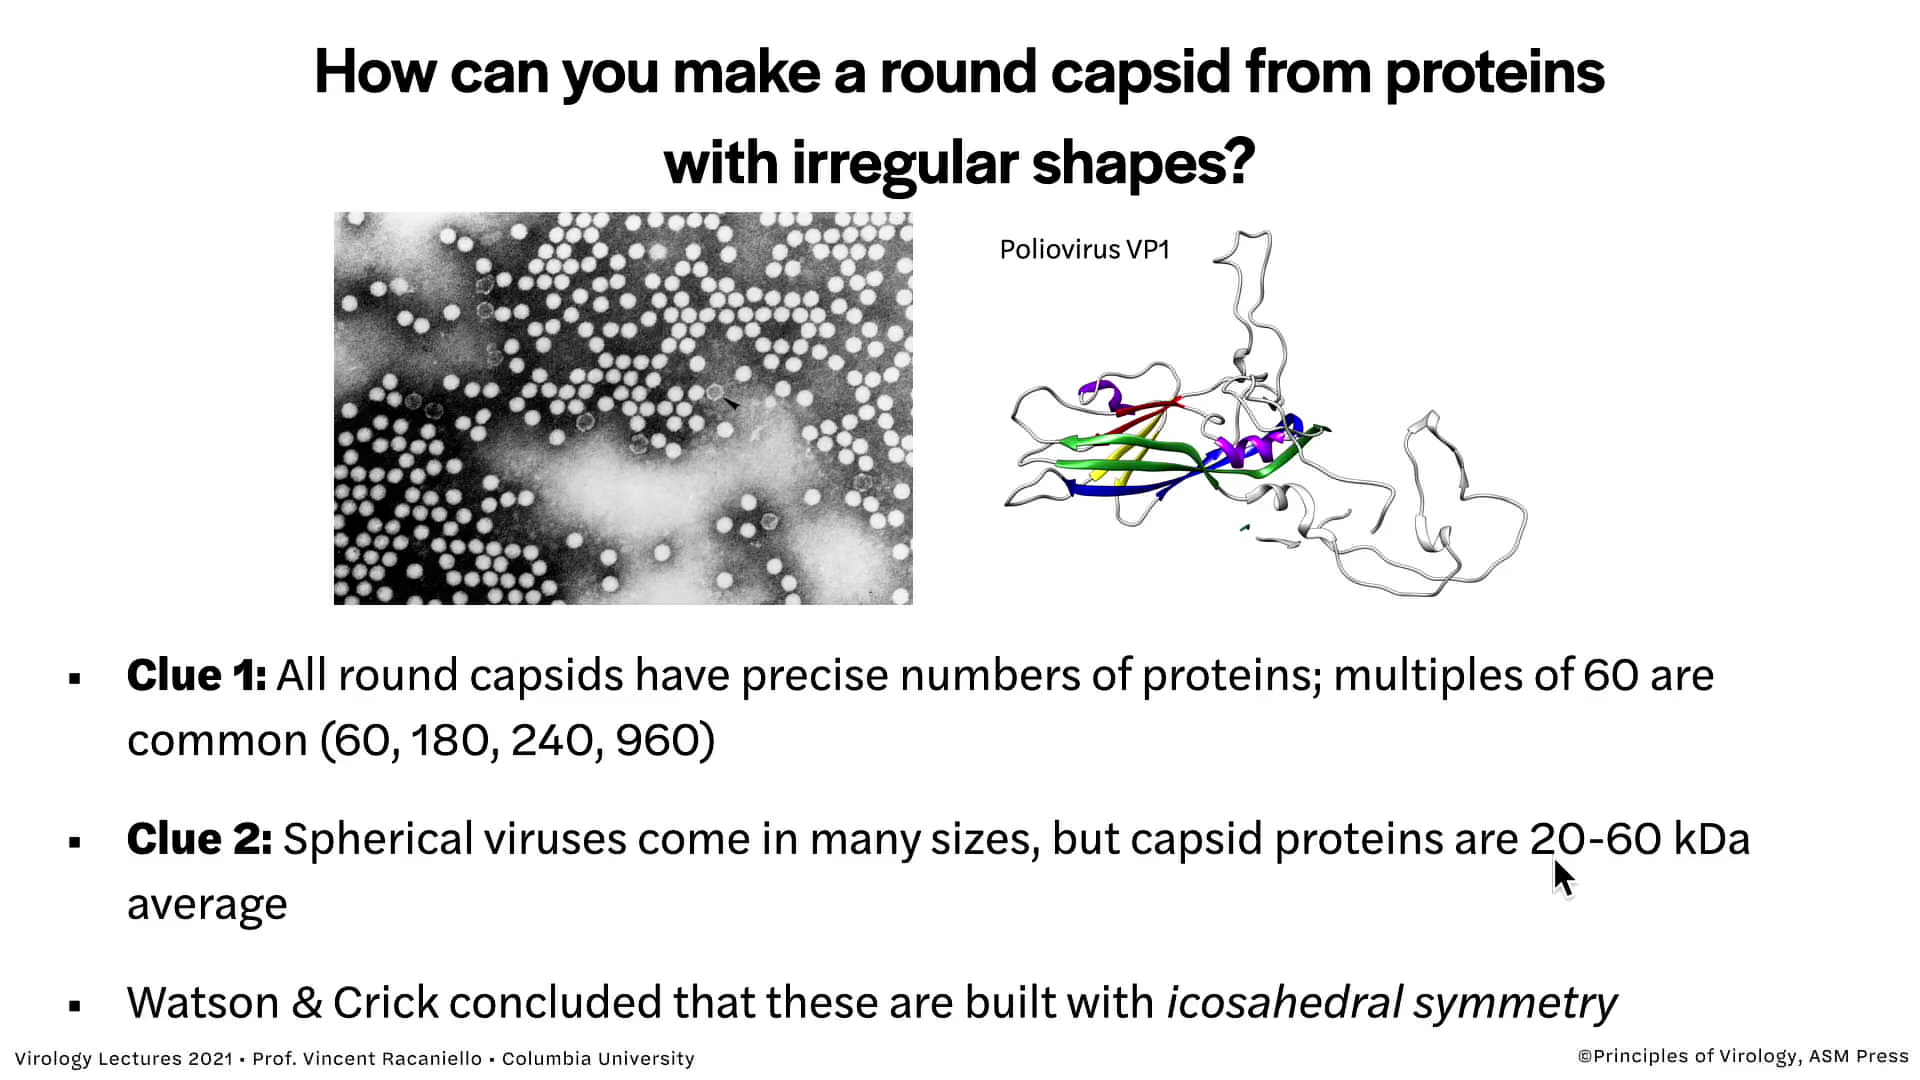 How can you make a round capsid from proteins
with irregular shapes?
Poliovirus VP1
▪ Clue 1: All round capsids have precise numbers of proteins; multiples of 60 are
common (60, 180, 240, 960)
▪ Clue 2: Spherical viruses come in many sizes, but capsid proteins are 20-60 kDa
average
▪ Watson & Crick concluded that these are built with icosahedral symmetry
Virology Lectures 2021 • Prof. Vincent Racaniello • Columbia University
©Principles of Virology, ASM Press